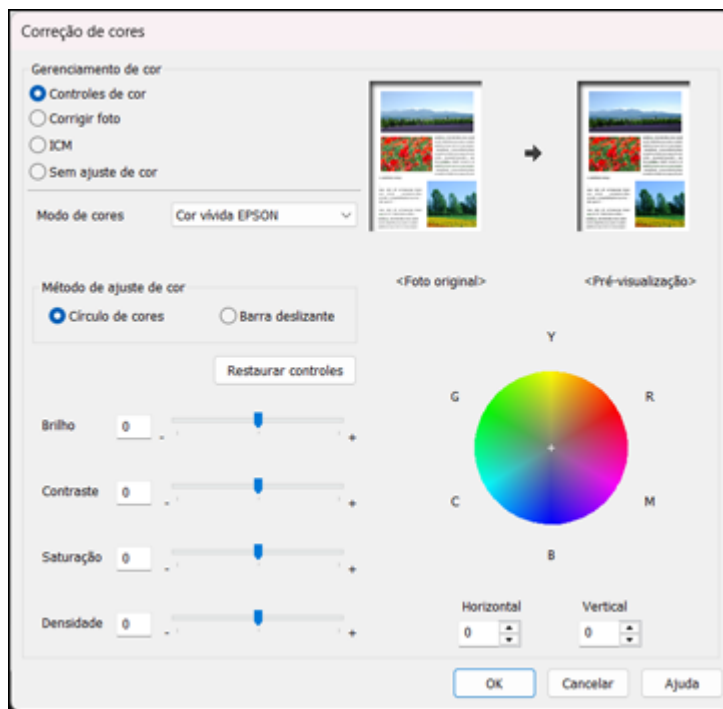 Correção de cores
Gerenciamento de cor
Controles de cor
Corrigir foto
ICM
Sem ajuste de cor
Modo de cores
Cor vívida EPSON
<Foto original>
<Pré-visualização>
Método de ajuste de cor
Círculo de cores
Barra deslizante
Restaurar controles
Brilho 0 - +
Contraste 0 - +
Saturação 0 - +
Densidade 0 - +
Y
G R
C M
B
Horizontal Vertical
0 0
OK Cancelar Ajuda